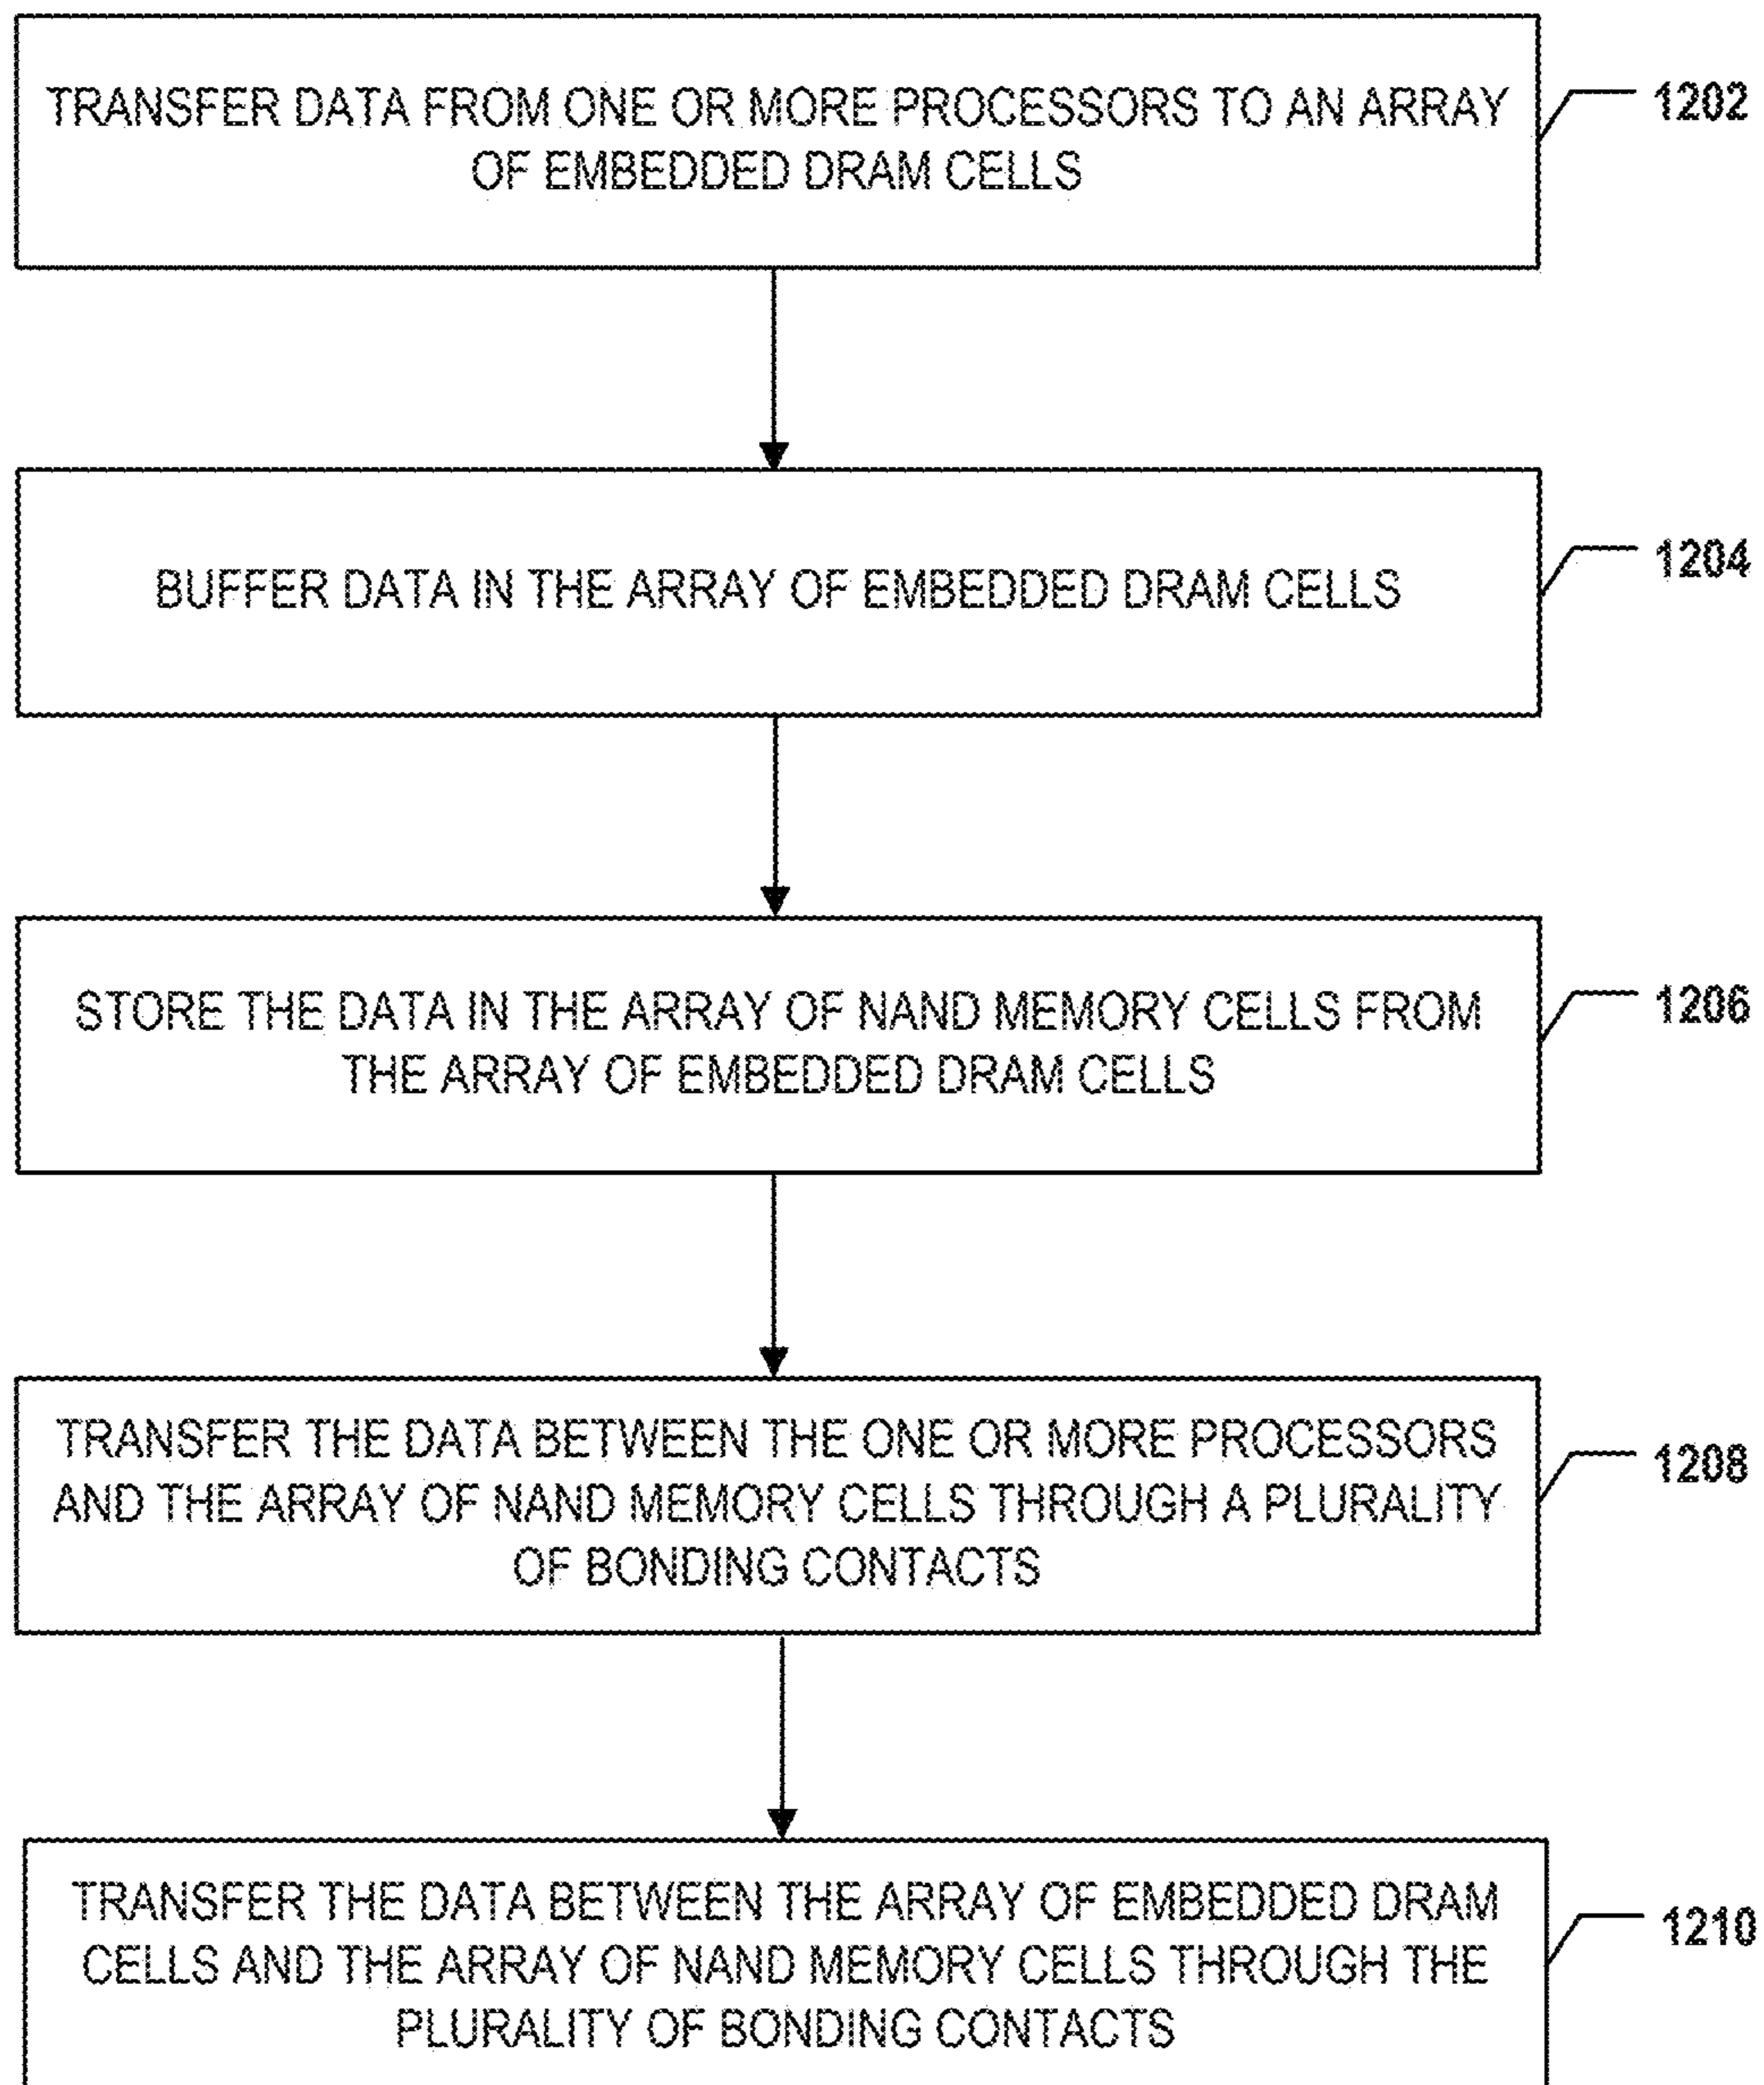 TRANSFER DATA FROM ONE OR MORE PROCESSORS TO AN ARRAY
OF EMBEDDED DRAM CELLS
1202
BUFFER DATA IN THE ARRAY OF EMBEDDED DRAM CELLS
1204
STORE THE DATA IN THE ARRAY OF NAND MEMORY CELLS FROM
THE ARRAY OF EMBEDDED DRAM CELLS
1206
TRANSFER THE DATA BETWEEN THE ONE OR MORE PROCESSORS
AND THE ARRAY OF NAND MEMORY CELLS THROUGH A PLURALITY
OF BONDING CONTACTS
1208
TRANSFER THE DATA BETWEEN THE ARRAY OF EMBEDDED DRAM
CELLS AND THE ARRAY OF NAND MEMORY CELLS THROUGH THE
PLURALITY OF BONDING CONTACTS
1210